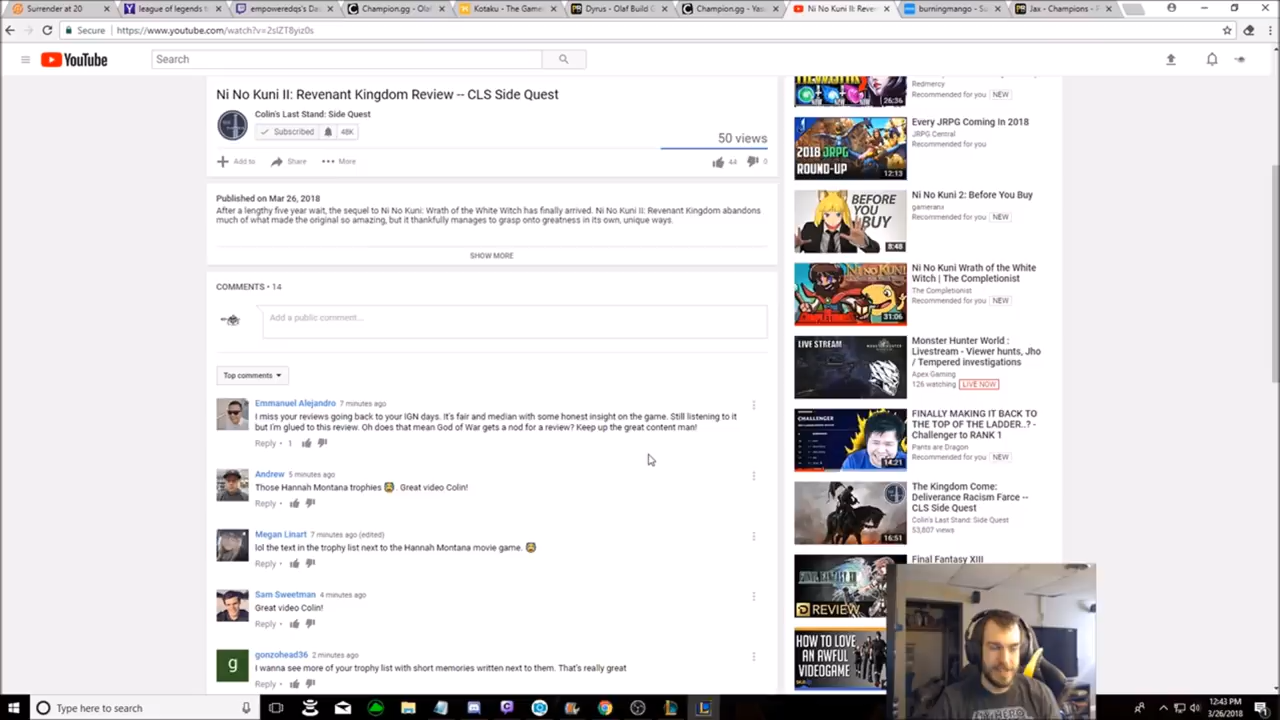 Surrender at 20
league of legends t
empoweredqs's Da
Champion.gg - Ola
Kotaku - The Gamer
Dyrus - Olaf Build G
Champion.gg - Yas
Ni No Kuni II: Reve
burningmango - Su
Jax - Champions - P
Secure
https://www.youtube.com/watch?v=2slZT8yiz0s
YouTube
Search
Ni No Kuni II: Revenant Kingdom Review -- CLS Side Quest
Colin's Last Stand: Side Quest
Subscribed 48K
50 views
Add to Share More
44 0
Published on Mar 26, 2018
After a lengthy five year wait, the sequel to Ni No Kuni: Wrath of the White Witch has finally arrived. Ni No Kuni II: Revenant Kingdom abandons
much of what made the original so amazing, but it thankfully manages to grasp onto greatness in its own, unique ways.
SHOW MORE
COMMENTS • 14
Add a public comment...
Top comments
Emmanuel Alejandro 7 minutes ago
I miss your reviews going back to your IGN days. It's fair and median with some honest insight on the game. Still listening to it
but I'm glued to this review. Oh does that mean God of War gets a nod for a review? Keep up the great content man!
Reply • 1
Andrew 5 minutes ago
Those Hannah Montana trophies 😨. Great video Colin!
Reply •
Megan Linart 7 minutes ago (edited)
lol the text in the trophy list next to the Hannah Montana movie game. 😨
Reply •
Sam Sweetman 4 minutes ago
Great video Colin!
Reply •
gonzohead36 2 minutes ago
g
I wanna see more of your trophy list with short memories written next to them. That's really great
Reply •
26:36
Redmercy
Recommended for you NEW
2018 JRPG
ROUND-UP
12:13
Every JRPG Coming In 2018
JRPG Central
Recommended for you
BEFORE
YOU
BUY
8:48
Ni No Kuni 2: Before You Buy
gameranx
Recommended for you NEW
31:06
Ni No Kuni Wrath of the White
Witch | The Completionist
The Completionist
Recommended for you NEW
LIVE STREAM
Monster Hunter World :
Livestream - Viewer hunts, Jho
/ Tempered investigations
Apex Gaming
126 watching LIVE NOW
CHALLENGER
14:21
FINALLY MAKING IT BACK TO
THE TOP OF THE LADDER..? -
Challenger to RANK 1
Pants are Dragon
Recommended for you NEW
16:51
The Kingdom Come:
Deliverance Racism Farce --
CLS Side Quest
Colin's Last Stand: Side Quest
53,807 views
REVIEW
Final Fantasy XIII
HOW TO LOVE
AN AWFUL
VIDEOGAME
Type here to search
12:43 PM
3/26/2018